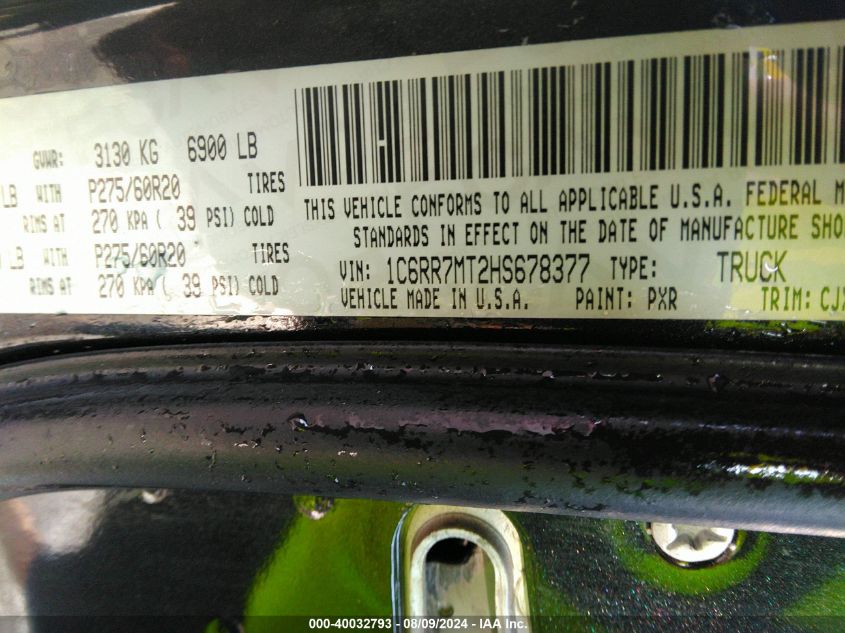 GVWR: 3130 KG 6900 LB
LB WITH P275/60R20 TIRES
RIMS AT 270 KPA ( 39 PSI) COLD
LB WITH P275/60R20 TIRES
RIMS AT 270 KPA ( 39 PSI) COLD
THIS VEHICLE CONFORMS TO ALL APPLICABLE U.S.A. FEDERAL M
STANDARDS IN EFFECT ON THE DATE OF MANUFACTURE SHO
VIN: 1C6RR7MT2HS678377 TYPE: TRUCK
VEHICLE MADE IN U.S.A. PAINT: PXR TRIM: CJX
000-40032793 - 08/09/2024 - IAA Inc.